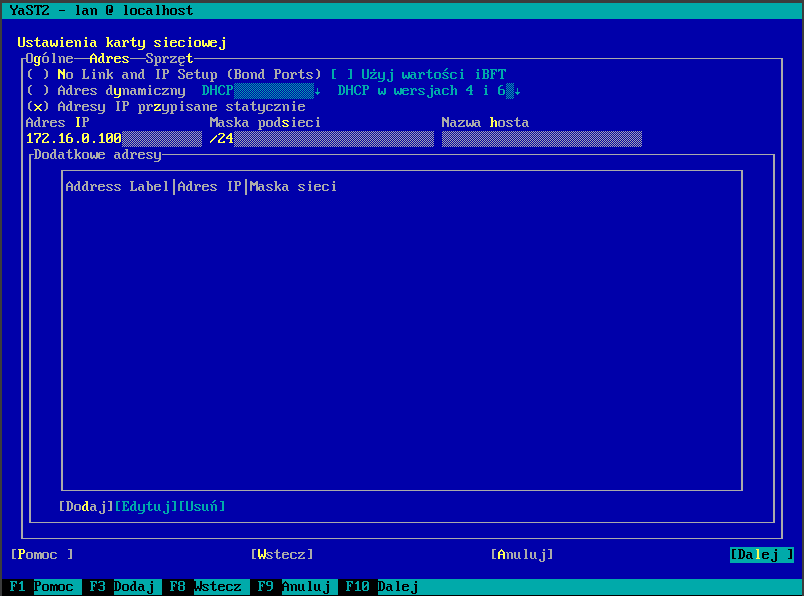 YaST2 - lan @ localhost
Ustawienia karty sieciowej
Ogólne Adres Sprzęt
( ) No Link and IP Setup (Bond Ports) [ ] Użyj wartości iBFT
( ) Adres dynamiczny DHCP↓ DHCP w wersjach 4 i 6↓
(x) Adresy IP przypisane statycznie
Adres IP Maska podsieci Nazwa hosta
172.16.0.100 /24
Dodatkowe adresy
Address Label|Adres IP|Maska sieci
[Dodaj][Edytuj][Usuń]
[Pomoc ] [Wstecz] [Anuluj] [Dalej ]
F1 Pomoc F3 Dodaj F8 Wstecz F9 Anuluj F10 Dalej